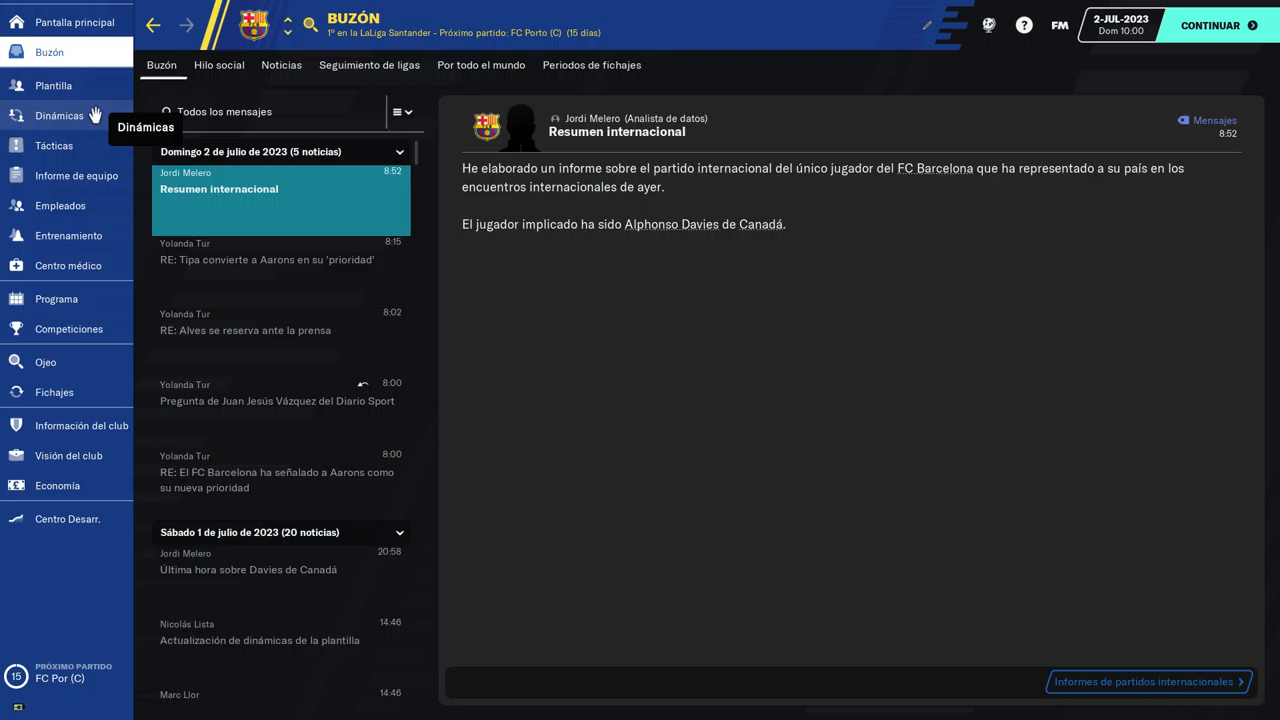 Pantalla principal
Buzón
Plantilla
Dinámicas
Dinámicas
Tácticas
Informe de equipo
Empleados
Entrenamiento
Centro médico
Programa
Competiciones
Ojeo
Fichajes
Información del club
Visión del club
Economía
Centro Desarr.
15
PRÓXIMO PARTIDO
FC Por (C)
BUZÓN
1º en la LaLiga Santander - Próximo partido: FC Porto (C) (15 días)
?
FM
2-JUL-2023
Dom 10:00
CONTINUAR
Buzón
Hilo social
Noticias
Seguimiento de ligas
Por todo el mundo
Periodos de fichajes
Todos los mensajes
Domingo 2 de julio de 2023 (5 noticias)
Jordi Melero 8:52
Resumen internacional
Yolanda Tur 8:15
RE: Tipa convierte a Aarons en su 'prioridad'
Yolanda Tur 8:02
RE: Alves se reserva ante la prensa
Yolanda Tur 8:00
Pregunta de Juan Jesús Vázquez del Diario Sport
Yolanda Tur 8:00
RE: El FC Barcelona ha señalado a Aarons como
su nueva prioridad
Sábado 1 de julio de 2023 (20 noticias)
Jordi Melero 20:58
Última hora sobre Davies de Canadá
Nicolás Lista 14:46
Actualización de dinámicas de la plantilla
Marc Llor 14:46
Jordi Melero (Analista de datos)
Resumen internacional
Mensajes
8:52
He elaborado un informe sobre el partido internacional del único jugador del FC Barcelona que ha representado a su país en los
encuentros internacionales de ayer.
El jugador implicado ha sido Alphonso Davies de Canadá.
Informes de partidos internacionales